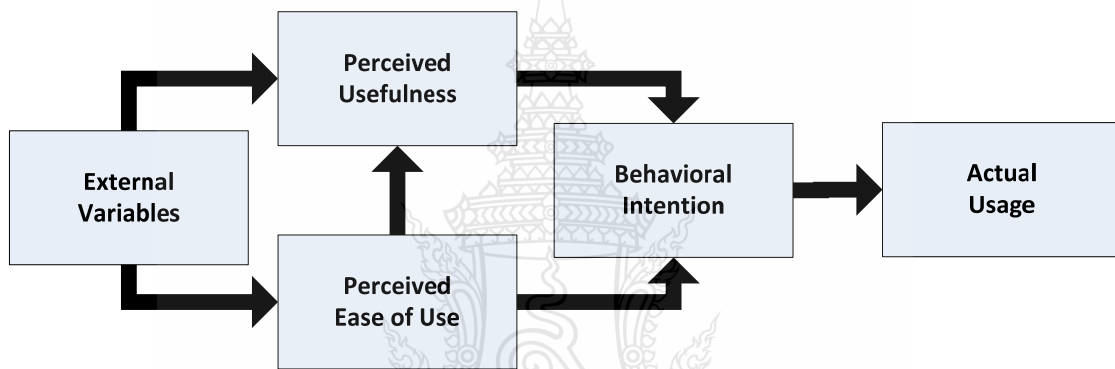 Perceived
Usefulness
External
Variables
Behavioral
Intention
Actual
Usage
Perceived
Ease of Use